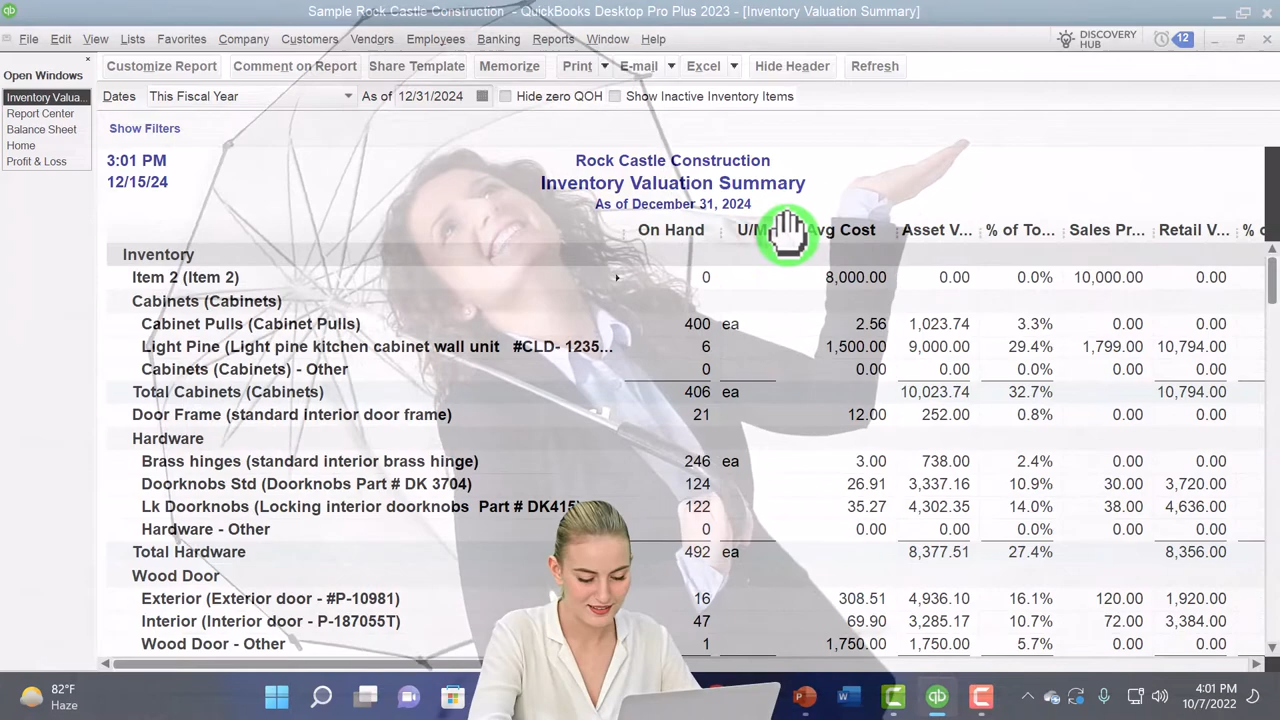 Sample Rock Castle Construction - QuickBooks Desktop Pro Plus 2023 - [Inventory Valuation Summary]
File Edit View Lists Favorites Company Customers Vendors Employees Banking Reports Window Help DISCOVERY HUB 12
Open Windows
Inventory Valua...
Report Center
Balance Sheet
Home
Profit & Loss
Customize Report Comment on Report Share Template Memorize Print E-mail Excel Hide Header Refresh
Dates This Fiscal Year As of 12/31/2024 Hide zero QOH Show Inactive Inventory Items
Show Filters
3:01 PM
12/15/24
Rock Castle Construction
Inventory Valuation Summary
As of December 31, 2024
On Hand U/M Avg Cost Asset V... % of To... Sales Pr... Retail V...
Inventory
Item 2 (Item 2) 0 8,000.00 0.00 0.0% 10,000.00 0.00
Cabinets (Cabinets)
Cabinet Pulls (Cabinet Pulls) 400 ea 2.56 1,023.74 3.3% 0.00 0.00
Light Pine (Light pine kitchen cabinet wall unit #CLD- 1235... 6 1,500.00 9,000.00 29.4% 1,799.00 10,794.00
Cabinets (Cabinets) - Other 0 0.00 0.00 0.0% 0.00 0.00
Total Cabinets (Cabinets) 406 ea 10,023.74 32.7% 10,794.00
Door Frame (standard interior door frame) 21 12.00 252.00 0.8% 0.00 0.00
Hardware
Brass hinges (standard interior brass hinge) 246 ea 3.00 738.00 2.4% 0.00 0.00
Doorknobs Std (Doorknobs Part # DK 3704) 124 26.91 3,337.16 10.9% 30.00 3,720.00
Lk Doorknobs (Locking interior doorknobs Part # DK415 122 35.27 4,302.35 14.0% 38.00 4,636.00
Hardware - Other 0 0.00 0.00 0.0% 0.00 0.00
Total Hardware 492 ea 8,377.51 27.4% 8,356.00
Wood Door
Exterior (Exterior door - #P-10981) 16 308.51 4,936.10 16.1% 120.00 1,920.00
Interior (Interior door - P-187055T) 47 69.90 3,285.17 10.7% 72.00 3,384.00
Wood Door - Other 1 1,750.00 1,750.00 5.7% 0.00 0.00
82°F
Haze
4:01 PM
10/7/2022